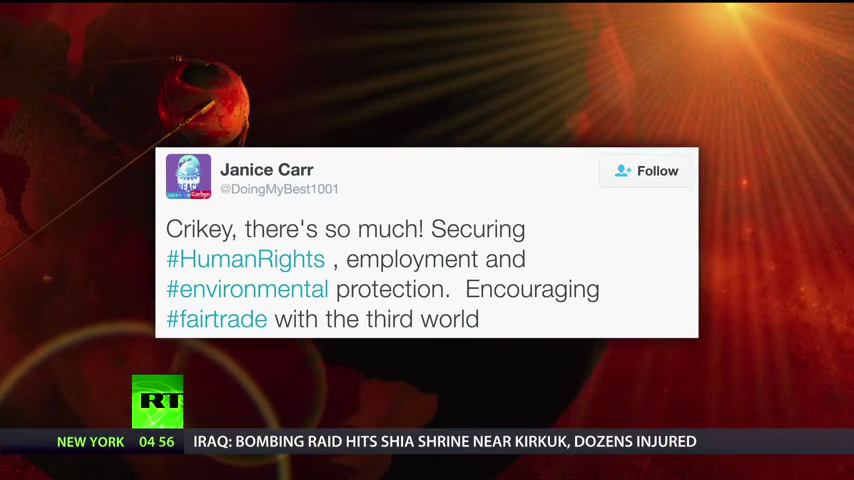 Janice Carr
@DoingMyBest1001
Follow
Crikey, there's so much! Securing
#HumanRights , employment and
#environmental protection.  Encouraging
#fairtrade with the third world
RT
NEW YORK 04 56 IRAQ: BOMBING RAID HITS SHIA SHRINE NEAR KIRKUK, DOZENS INJURED